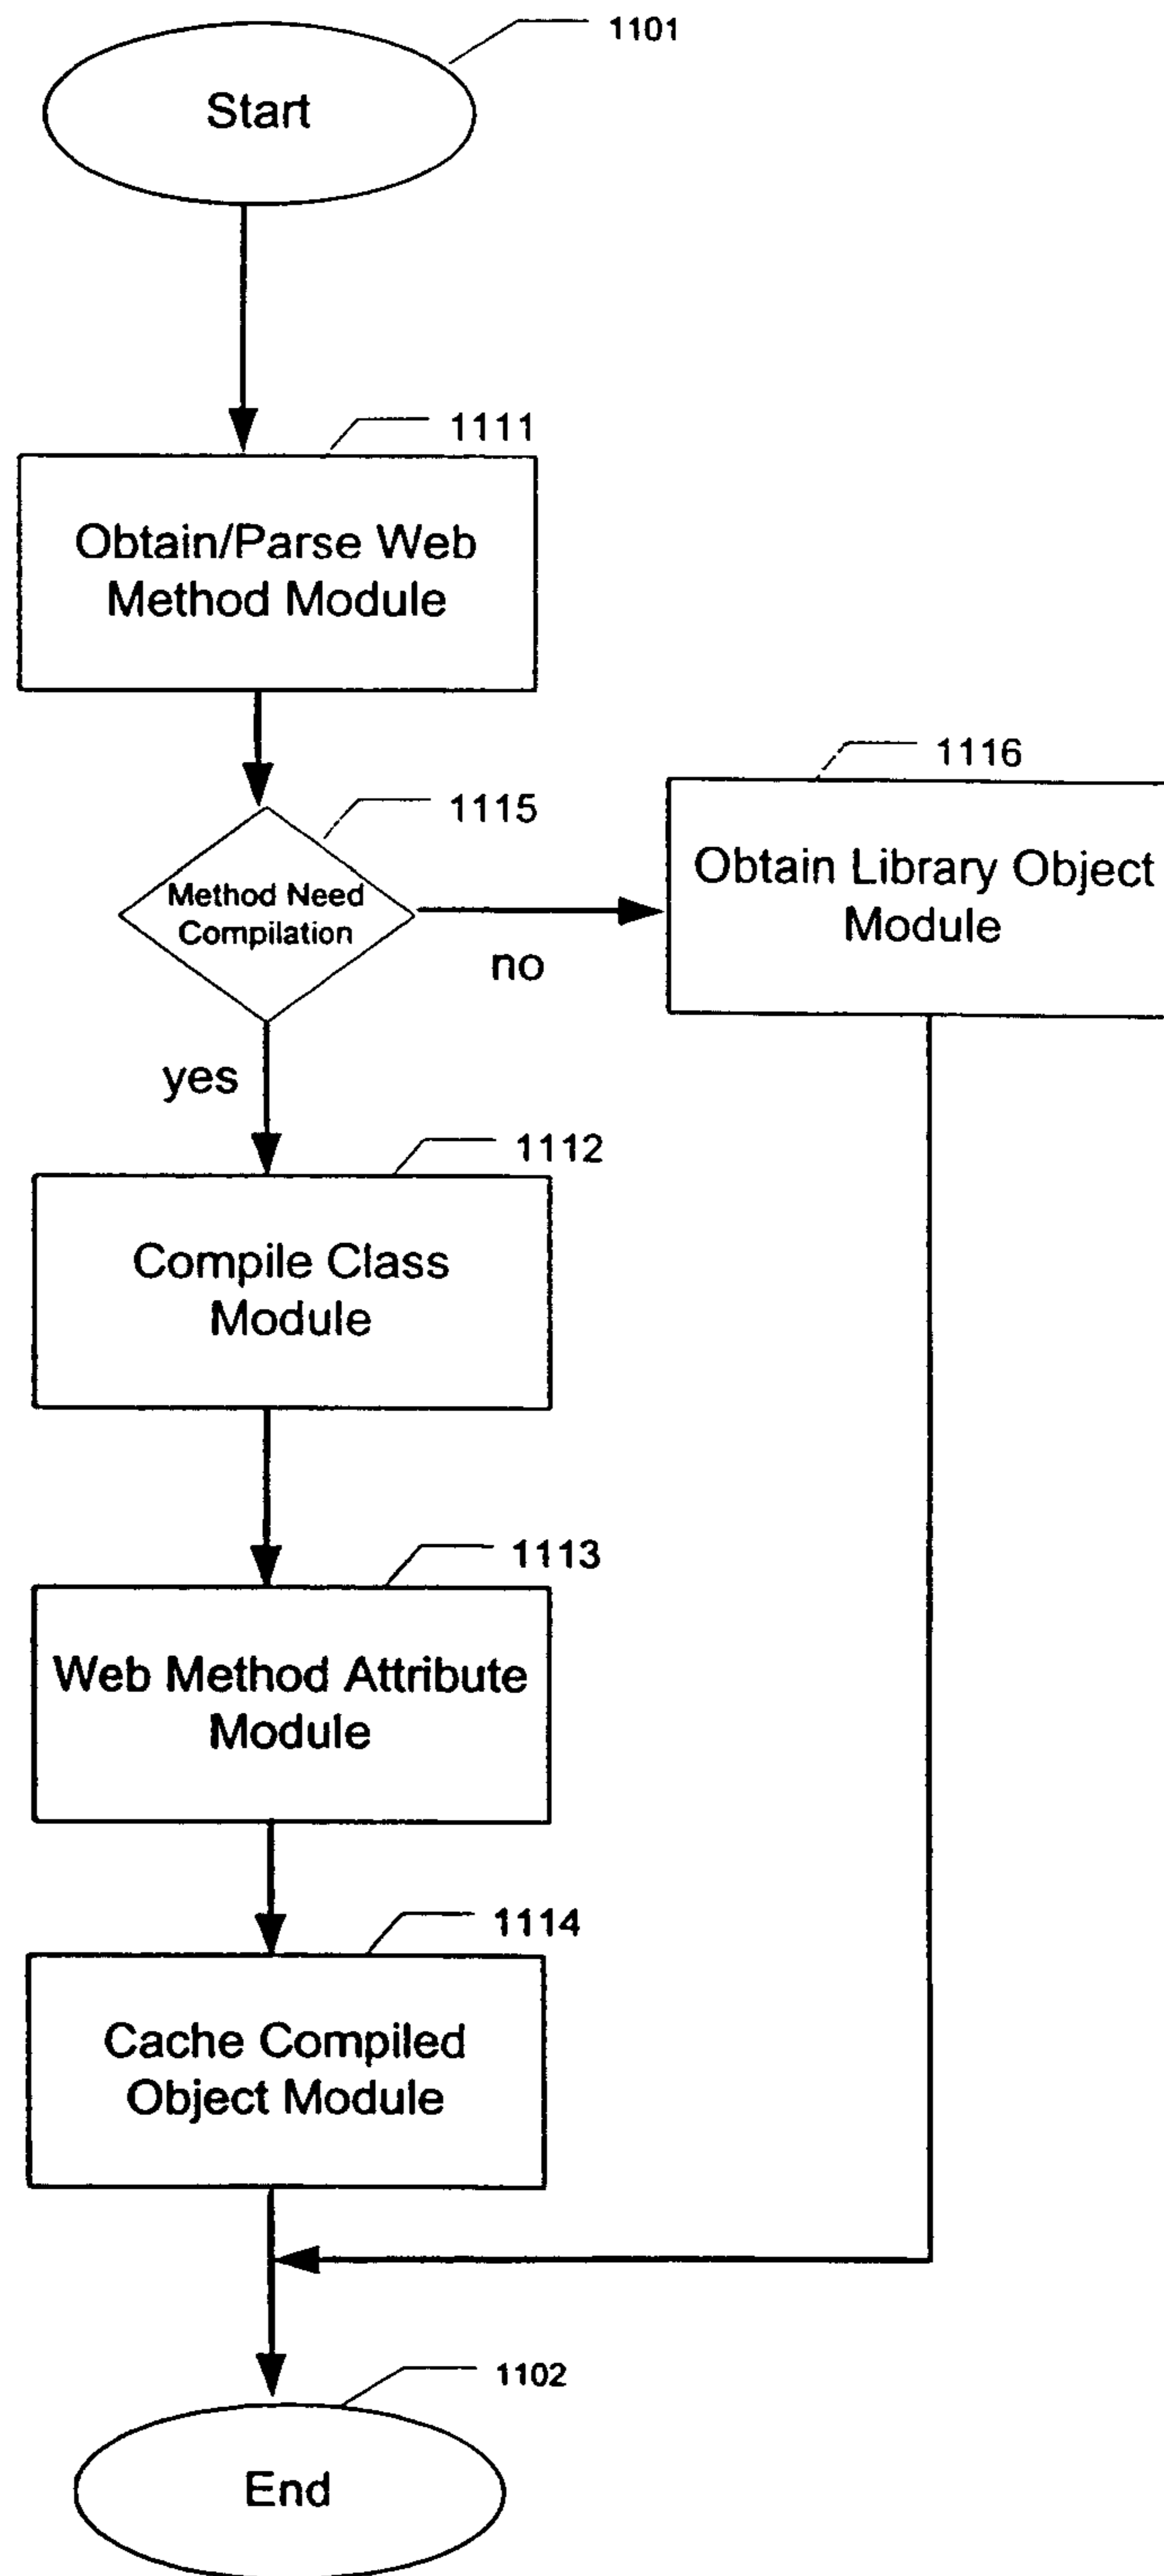 1101
Start
1111
Obtain/Parse Web
Method Module
1116
1115
Obtain Library Object
Module
Method Need
Compilation
no
yes
1112
Compile Class
Module
1113
Web Method Attribute
Module
1114
Cache Compiled
Object Module
1102
End